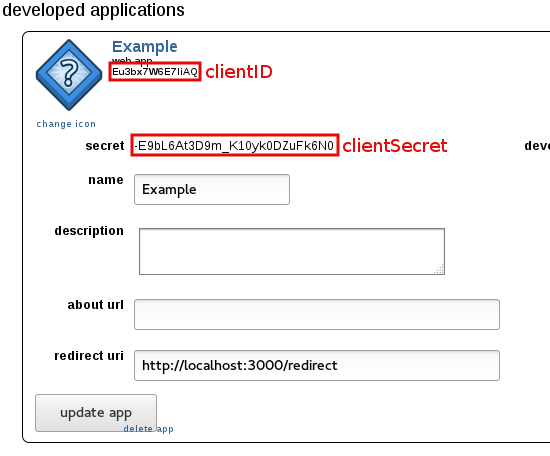 developed applications
Example
web app
Eu3bx7W6E7IiAQ clientID
change icon
secret -E9bL6At3D9m_K10yk0DZuFk6N0 clientSecret
deve
name Example
description
about url
redirect uri http://localhost:3000/redirect
update app
delete app